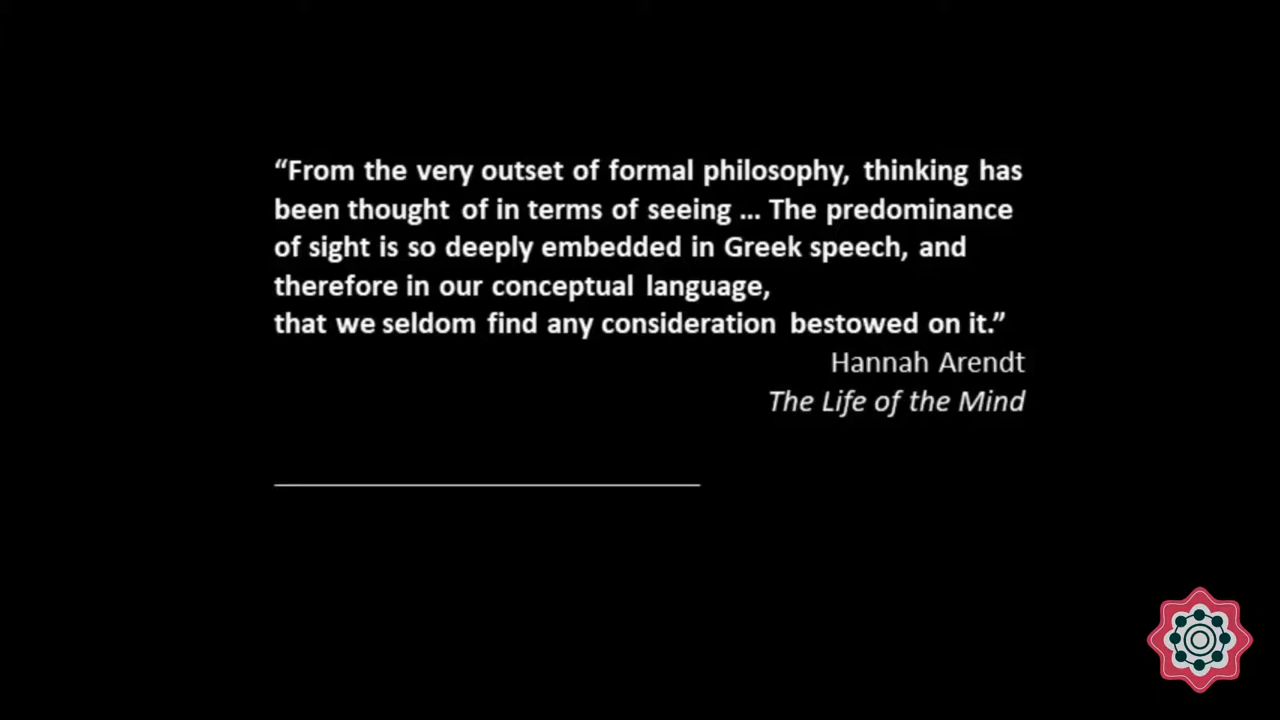 “From the very outset of formal philosophy, thinking has
been thought of in terms of seeing ... The predominance
of sight is so deeply embedded in Greek speech, and
therefore in our conceptual language,
that we seldom find any consideration bestowed on it.”
Hannah Arendt
The Life of the Mind